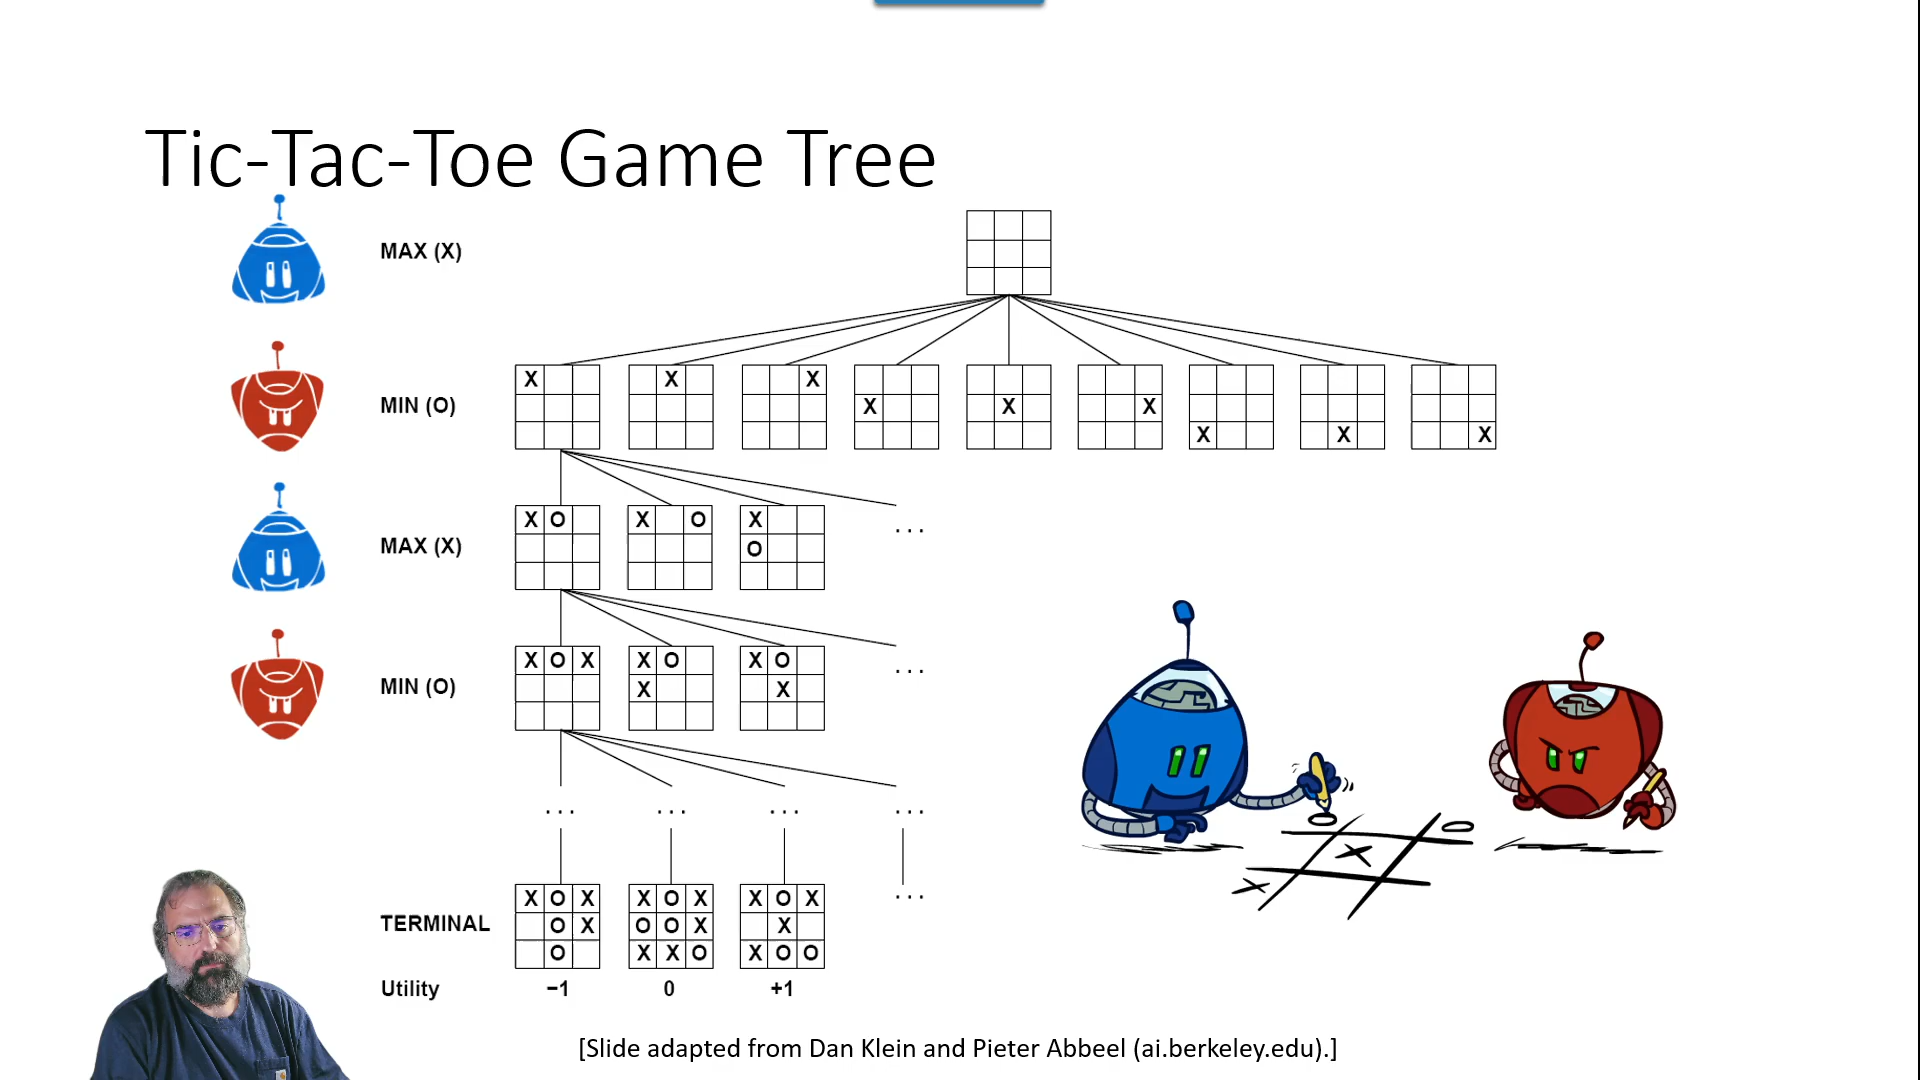 Tic-Tac-Toe Game Tree
MAX (X)
MIN (O)
X X X X X X X X X
MAX (X)
X O X O X
O
. . .
MIN (O)
X O X X O X O
X X
. . .
. . . . . . . . . . . .
TERMINAL
X O X X O X X O X
O X O O X X
O X X O X O O
. . .
Utility −1 0 +1
[Slide adapted from Dan Klein and Pieter Abbeel (ai.berkeley.edu).]